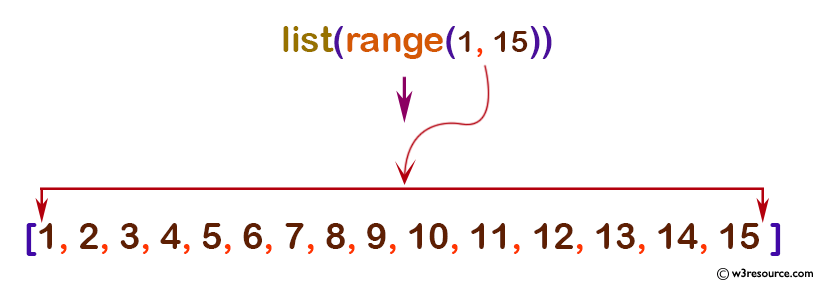 list(range(1, 15))
[1, 2, 3, 4, 5, 6, 7, 8, 9, 10, 11, 12, 13, 14, 15 ]
© w3resource.com